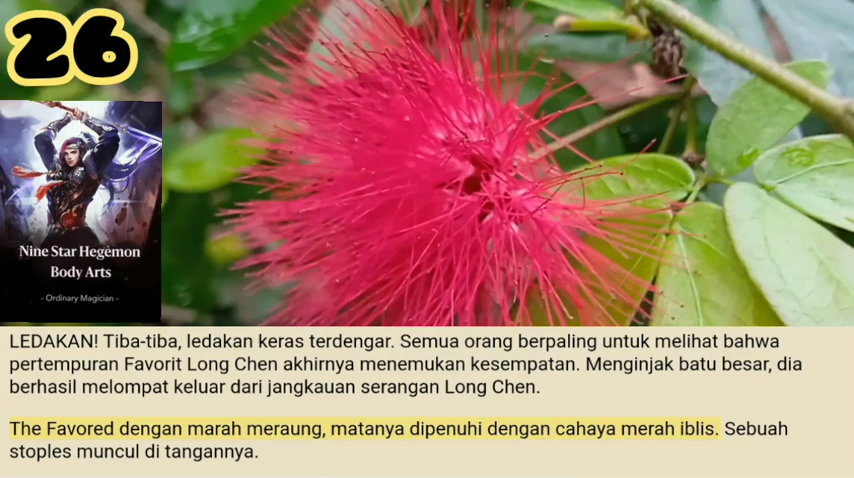 26
Nine Star Hegemon
Body Arts
- Ordinary Magician -
LEDAKAN! Tiba-tiba, ledakan keras terdengar. Semua orang berpaling untuk melihat bahwa
pertempuran Favorit Long Chen akhirnya menemukan kesempatan. Menginjak batu besar, dia
berhasil melompat keluar dari jangkauan serangan Long Chen.
The Favored dengan marah meraung, matanya dipenuhi dengan cahaya merah iblis. Sebuah
stoples muncul di tangannya.